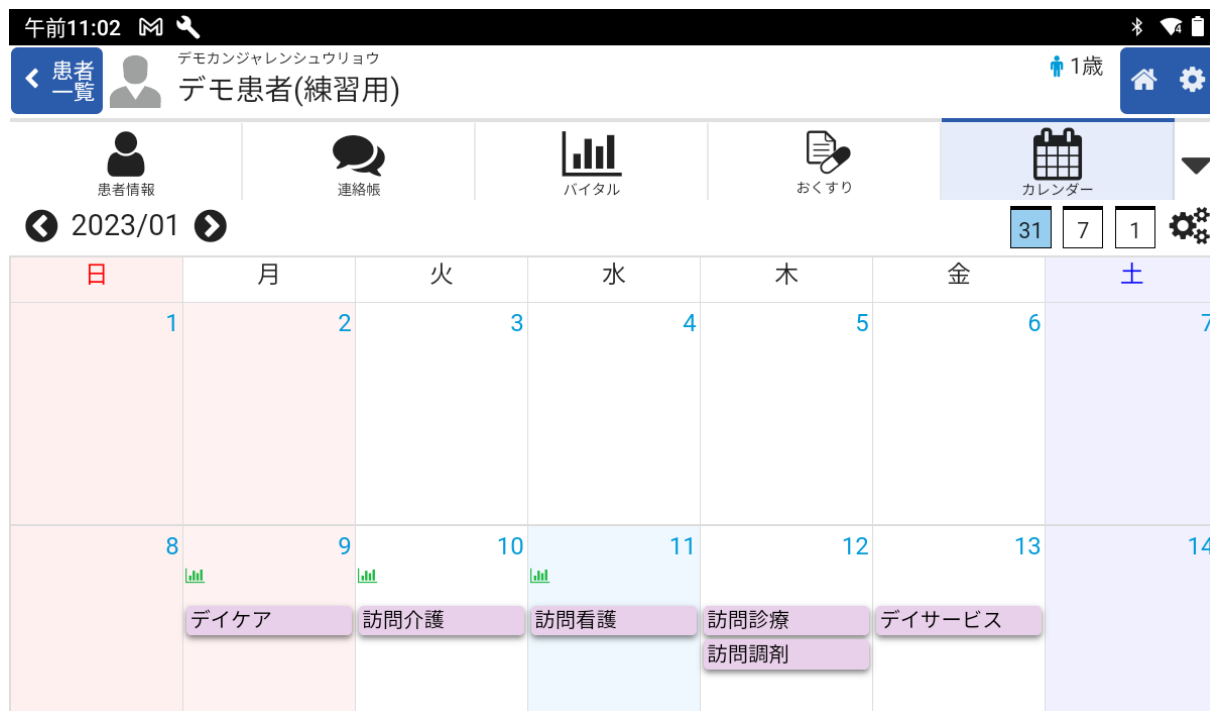 午前11:02
4
患者
一覧
デモカンジャレンシュウリョウ
デモ患者(練習用)
1歳
患者情報
連絡帳
バイタル
おくすり
カレンダー
2023/01
31 7 1
日 月 火 水 木 金 土
1 2 3 4 5 6 7
8 9 10 11 12 13 14
デイケア 訪問介護 訪問看護 訪問診療 デイサービス
訪問調剤